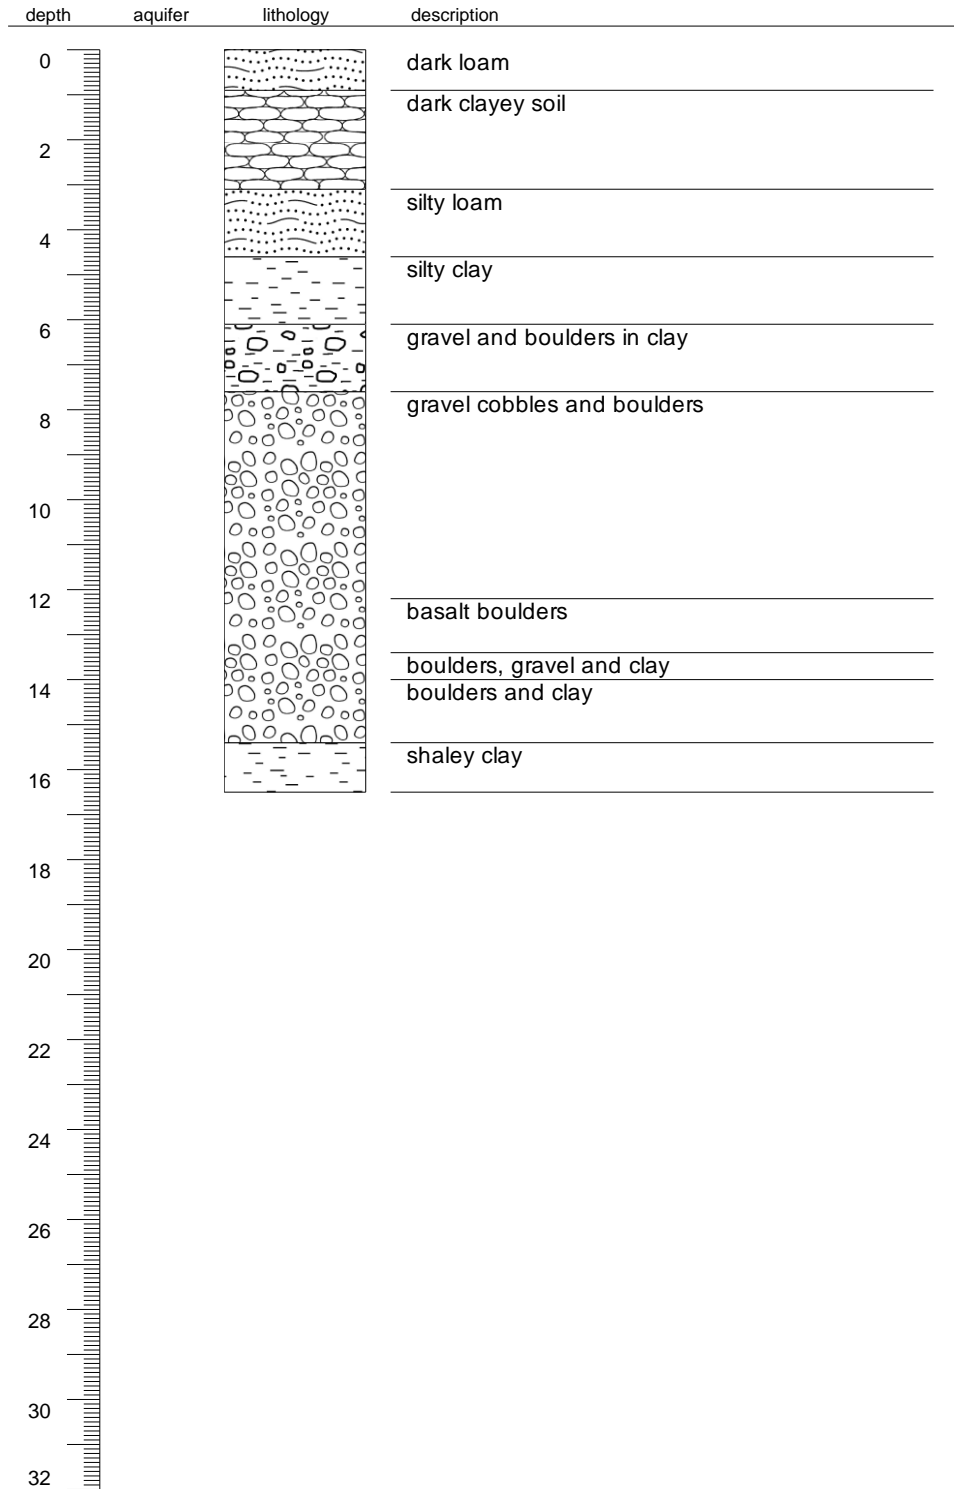 depth aquifer lithology description
0 dark loam
dark clayey soil
2
silty loam
4
silty clay
6 gravel and boulders in clay
8 gravel cobbles and boulders
10
12 basalt boulders
boulders, gravel and clay
14 boulders and clay
shaley clay
16
18
20
22
24
26
28
30
32